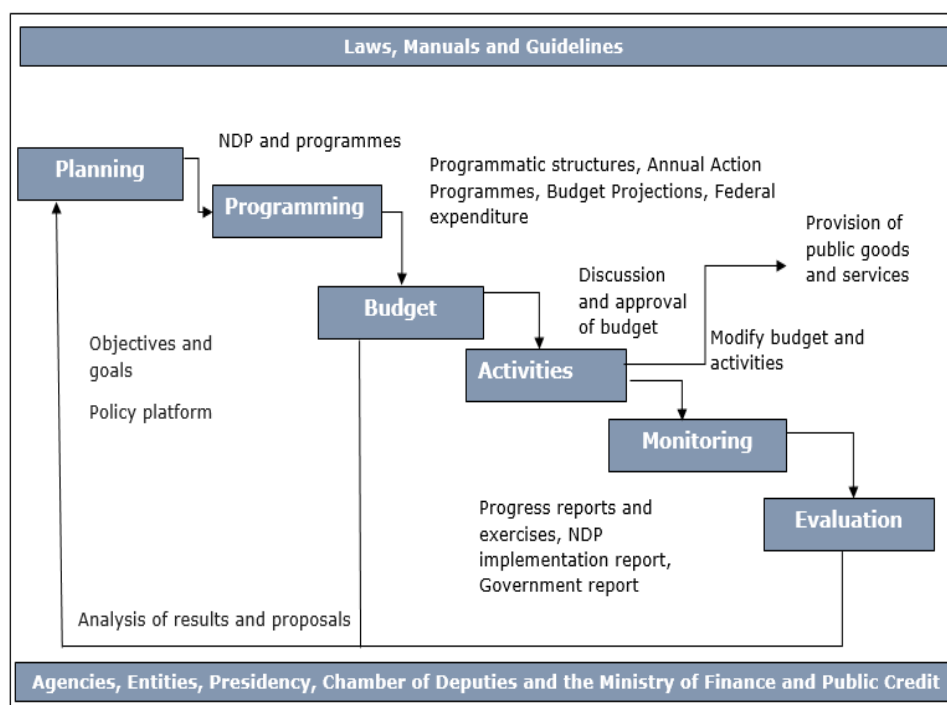 Laws, Manuals and Guidelines
NDP and programmes
Planning
Programmatic structures, Annual Action
Programmes, Budget Projections, Federal
expenditure
Programming
Provision of
public goods
and services
Discussion
and approval
of budget
Budget
Modify budget and
activities
Objectives and
goals
Policy platform
Activities
Monitoring
Progress reports and
exercises, NDP
implementation report,
Government report
Evaluation
Analysis of results and proposals
Agencies, Entities, Presidency, Chamber of Deputies and the Ministry of Finance and Public Credit